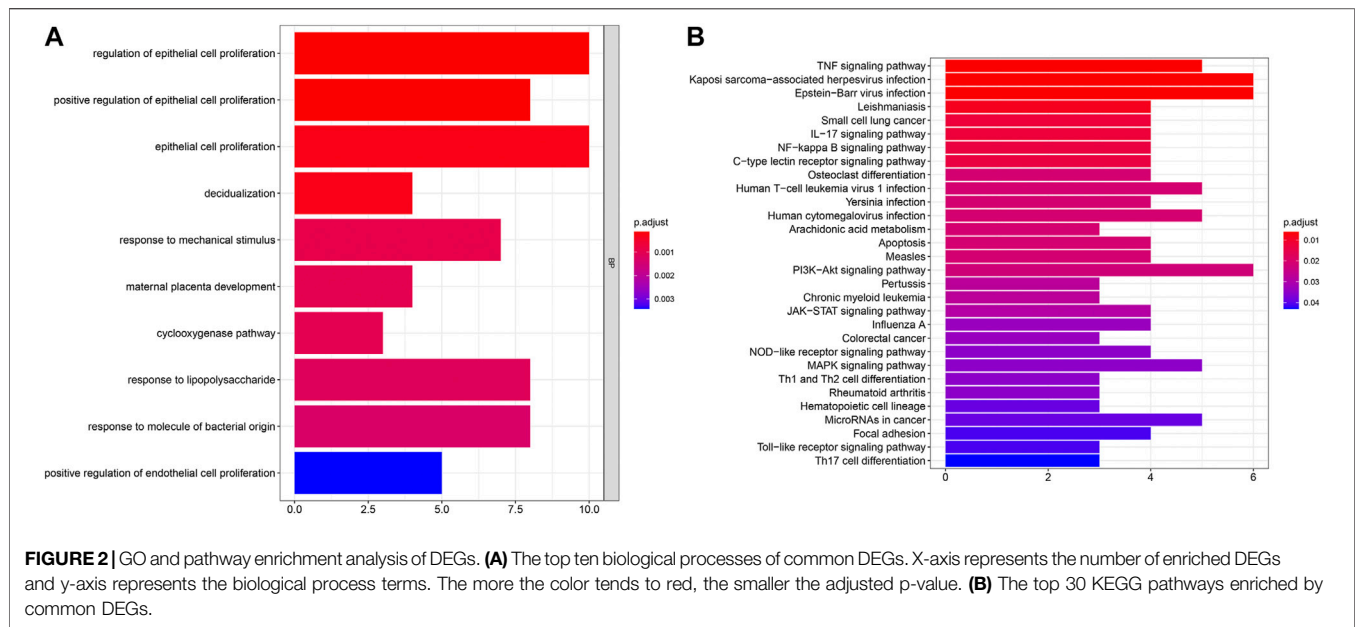 A
regulation of epithelial cell proliferation
positive regulation of epithelial cell proliferation
epithelial cell proliferation
decidualization
response to mechanical stimulus
maternal placenta development
cyclooxygenase pathway
response to lipopolysaccharide
response to molecule of bacterial origin
positive regulation of endothelial cell proliferation
0.0 2.5 5.0 7.5 10.0
BP
p.adjust
0.001
0.002
0.003
B
TNF signaling pathway
Kaposi sarcoma-associated herpesvirus infection
Epstein-Barr virus infection
Leishmaniasis
Small cell lung cancer
IL-17 signaling pathway
NF-kappa B signaling pathway
C-type lectin receptor signaling pathway
Osteoclast differentiation
Human T-cell leukemia virus 1 infection
Yersinia infection
Human cytomegalovirus infection
Arachidonic acid metabolism
Apoptosis
Measles
PI3K-Akt signaling pathway
Pertussis
Chronic myeloid leukemia
JAK-STAT signaling pathway
Influenza A
Colorectal cancer
NOD-like receptor signaling pathway
MAPK signaling pathway
Th1 and Th2 cell differentiation
Rheumatoid arthritis
Hematopoietic cell lineage
MicroRNAs in cancer
Focal adhesion
Toll-like receptor signaling pathway
Th17 cell differentiation
0 2 4 6
p.adjust
0.01
0.02
0.03
0.04
FIGURE 2 | GO and pathway enrichment analysis of DEGs. (A) The top ten biological processes of common DEGs. X-axis represents the number of enriched DEGs
and y-axis represents the biological process terms. The more the color tends to red, the smaller the adjusted p-value. (B) The top 30 KEGG pathways enriched by
common DEGs.